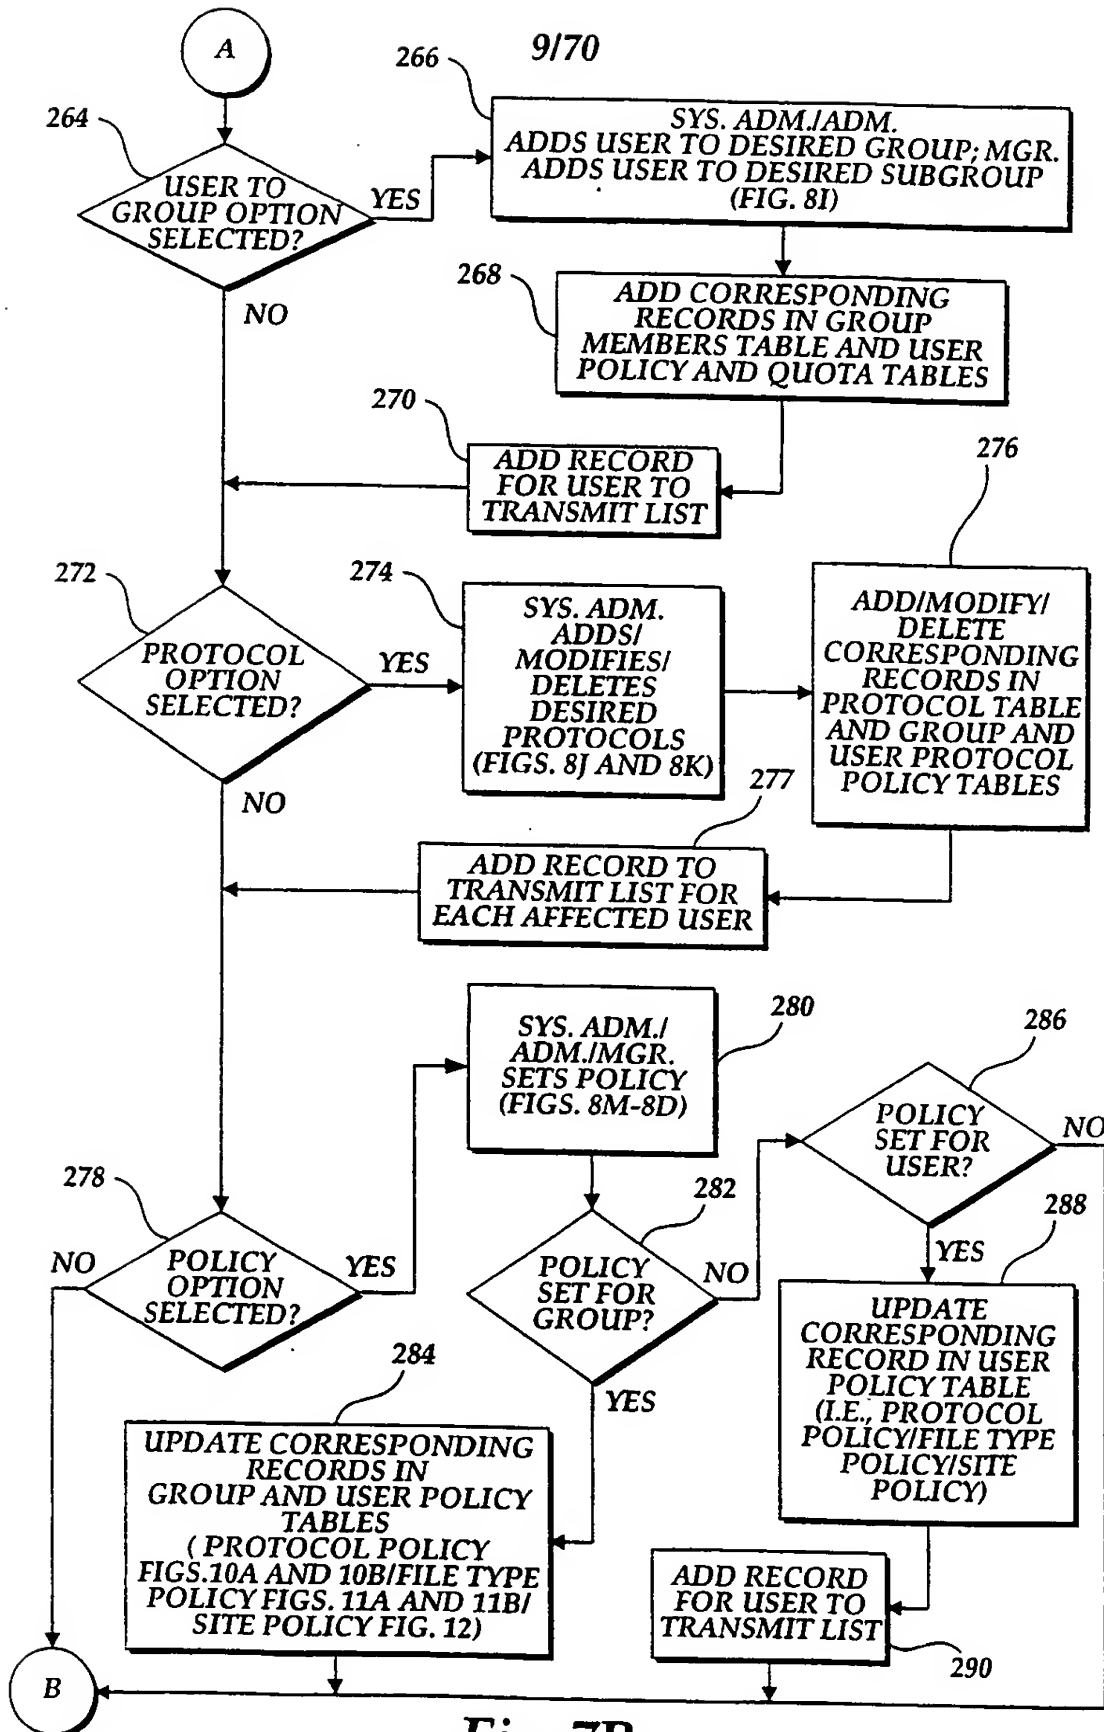 A
9/70
266
264
SYS. ADM./ADM.
ADDS USER TO DESIRED GROUP; MGR.
ADDS USER TO DESIRED SUBGROUP
(FIG. 8I)
USER TO
GROUP OPTION
SELECTED?
YES
NO
268
ADD CORRESPONDING
RECORDS IN GROUP
MEMBERS TABLE AND USER
POLICY AND QUOTA TABLES
270
ADD RECORD
FOR USER TO
TRANSMIT LIST
276
272
274
PROTOCOL
OPTION
SELECTED?
YES
NO
SYS. ADM.
ADDS/
MODIFIES/
DELETES
DESIRED
PROTOCOLS
(FIGS. 8J AND 8K)
ADD/MODIFY/
DELETE
CORRESPONDING
RECORDS IN
PROTOCOL TABLE
AND GROUP AND
USER PROTOCOL
POLICY TABLES
277
ADD RECORD TO
TRANSMIT LIST FOR
EACH AFFECTED USER
280
SYS. ADM./
ADM./MGR.
SETS POLICY
(FIGS. 8M-8D)
286
POLICY
SET FOR
USER?
NO
YES
278
NO
POLICY
OPTION
SELECTED?
YES
282
POLICY
SET FOR
GROUP?
NO
YES
288
UPDATE
CORRESPONDING
RECORD IN USER
POLICY TABLE
(I.E., PROTOCOL
POLICY/FILE TYPE
POLICY/SITE
POLICY)
284
UPDATE CORRESPONDING
RECORDS IN
GROUP AND USER POLICY
TABLES
( PROTOCOL POLICY
FIGS.10A AND 10B/FILE TYPE
POLICY FIGS. 11A AND 11B/
SITE POLICY FIG. 12)
ADD RECORD
FOR USER TO
TRANSMIT LIST
290
B